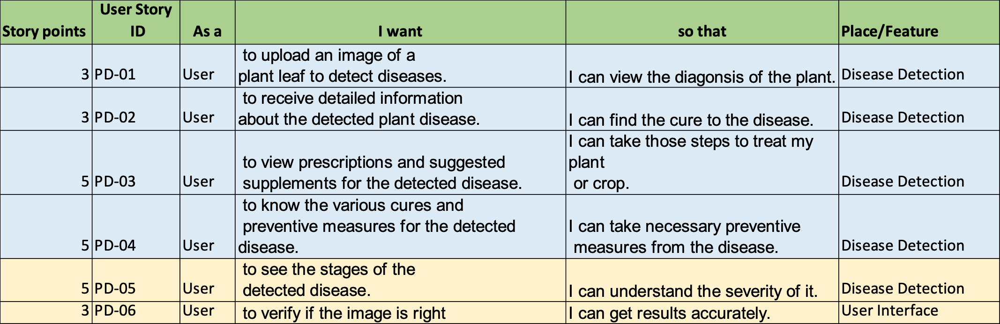 Story points User Story ID As a I want so that Place/Feature
3 PD-01 User to upload an image of a
plant leaf to detect diseases. I can view the diagonsis of the plant. Disease Detection
3 PD-02 User to receive detailed information
about the detected plant disease. I can find the cure to the disease. Disease Detection
5 PD-03 User to view prescriptions and suggested
supplements for the detected disease. I can take those steps to treat my
plant
or crop. Disease Detection
5 PD-04 User to know the various cures and
preventive measures for the detected
disease. I can take necessary preventive
measures from the disease. Disease Detection
5 PD-05 User to see the stages of the
detected disease. I can understand the severity of it. Disease Detection
3 PD-06 User to verify if the image is right I can get results accurately. User Interface